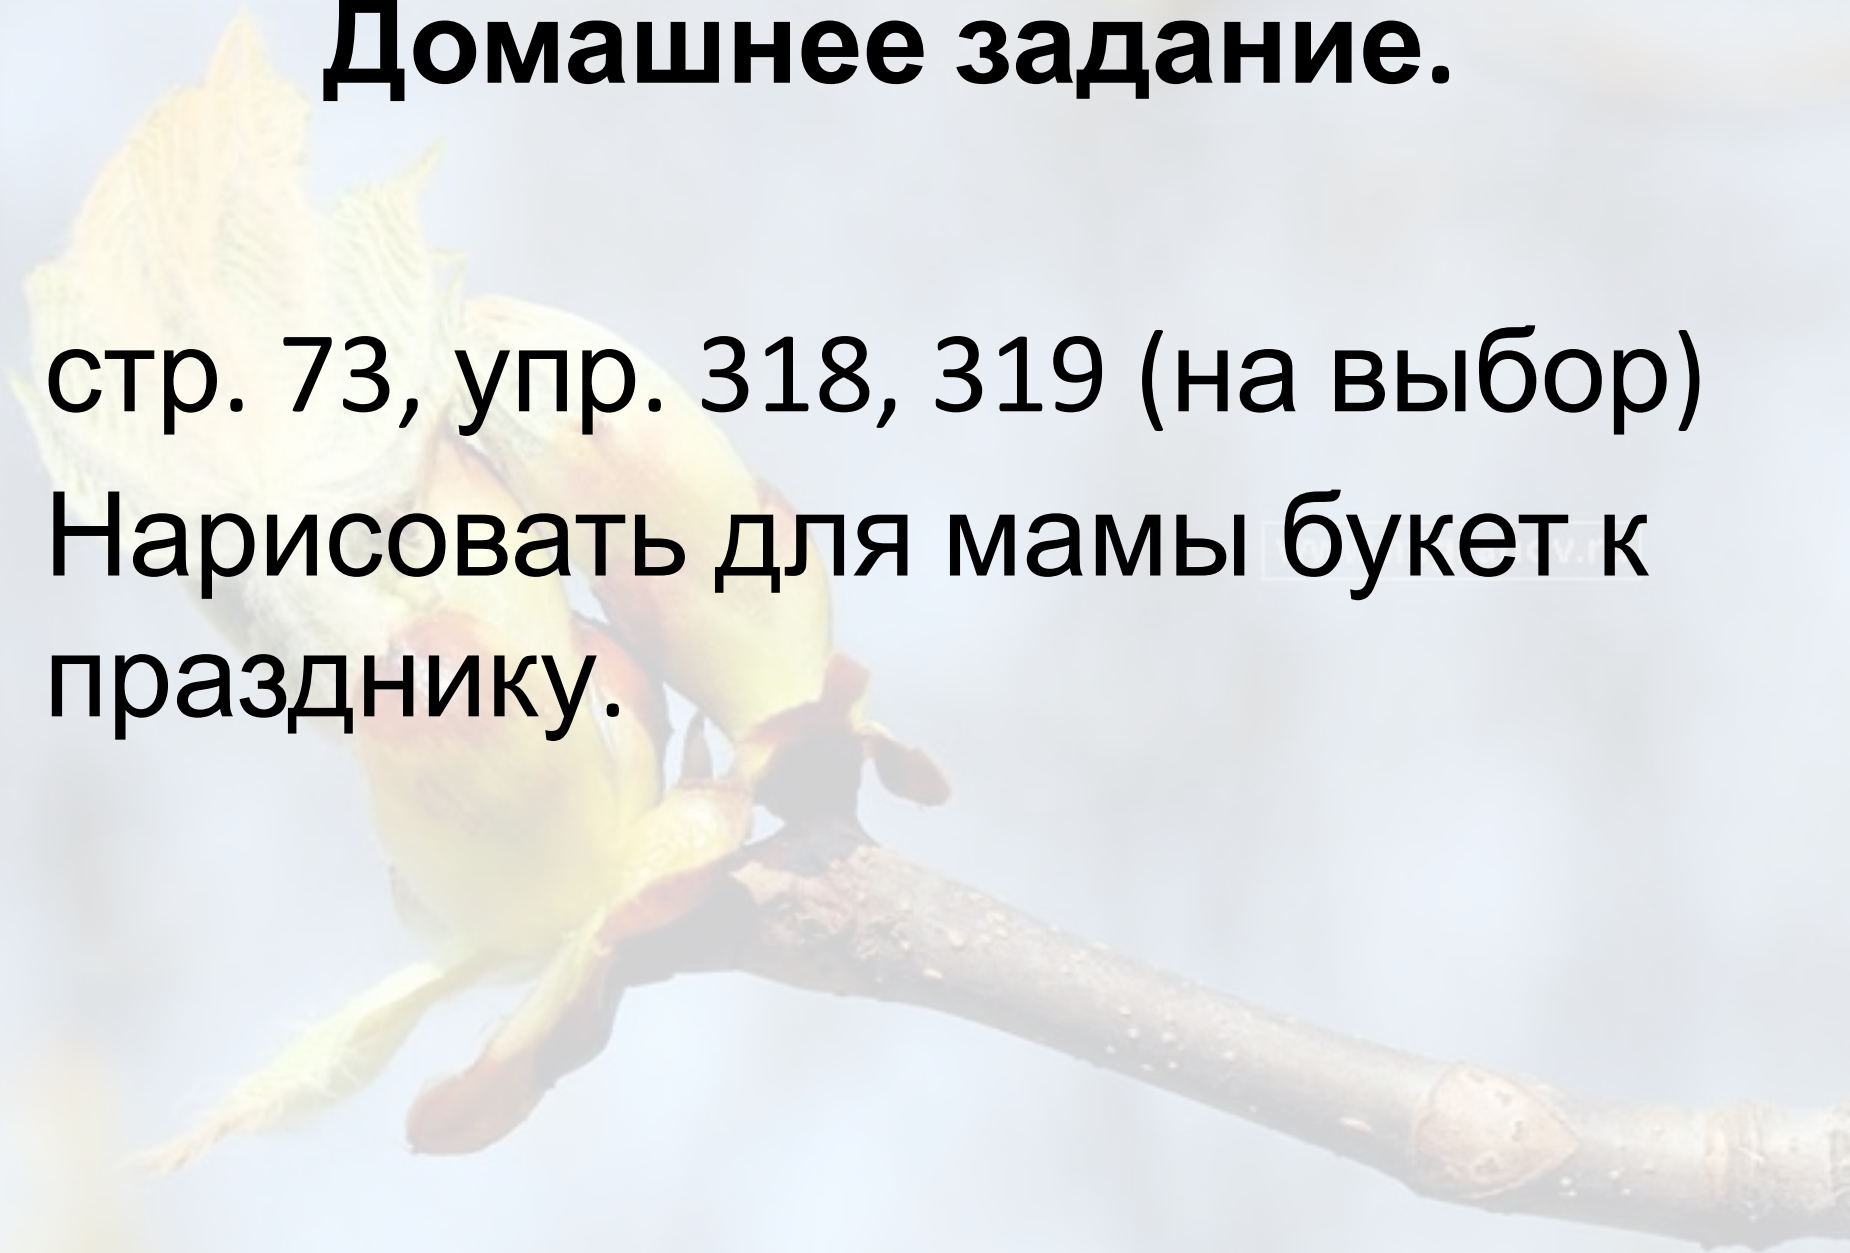 Домашнее задание.
стр. 73, упр. 318, 319 (на выбор)
Нарисовать для мамы букет к
празднику.